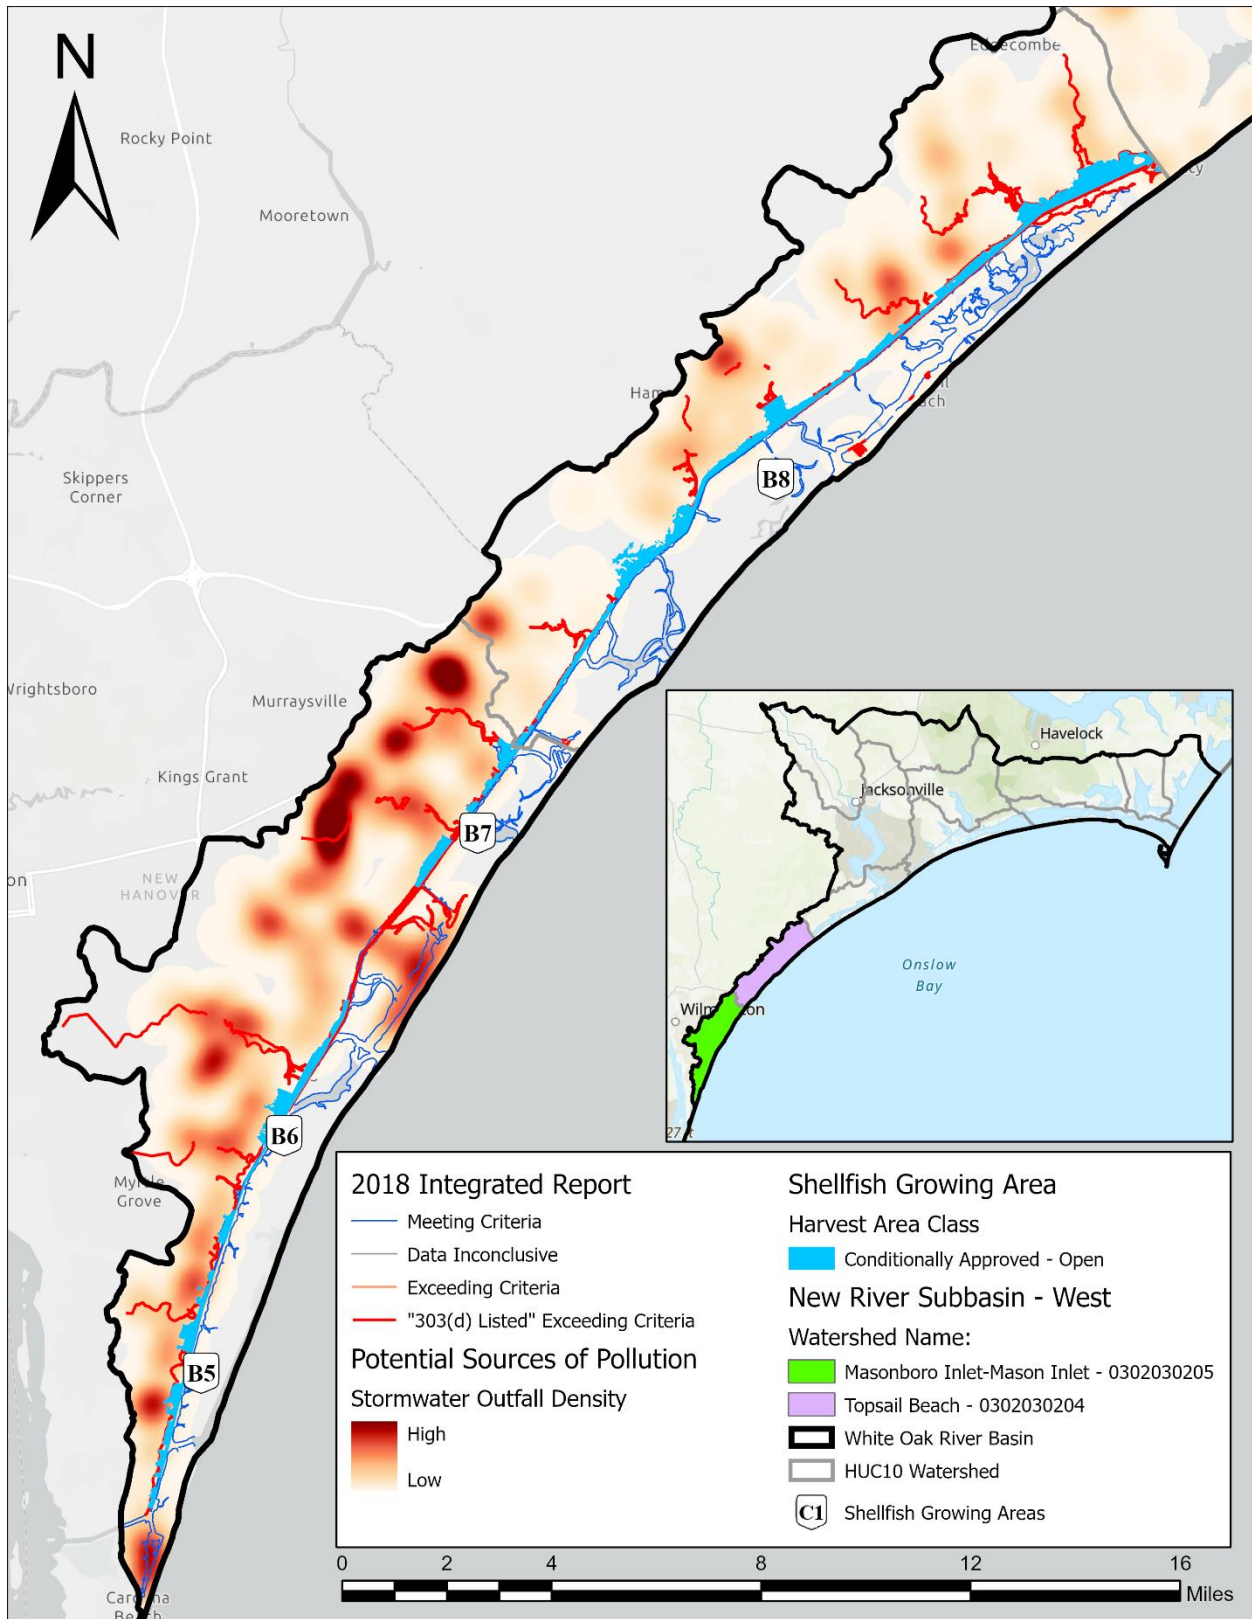 N
Edgecombe
Rocky Point
Mooretown
Skippers
Corner
Murraysville
Kings Grant
NEW
HANOVER
Myrtle
Grove
Carolina
Beach
B8
B7
B6
B5
Havelock
Jacksonville
Onslow
Bay
Wilmington
2018 Integrated Report
Meeting Criteria
Data Inconclusive
Exceeding Criteria
"303(d) Listed" Exceeding Criteria
Potential Sources of Pollution
Stormwater Outfall Density
High
Low
Shellfish Growing Area
Harvest Area Class
Conditionally Approved - Open
New River Subbasin - West
Watershed Name:
Masonboro Inlet-Mason Inlet - 0302030205
Topsail Beach - 0302030204
White Oak River Basin
HUC10 Watershed
C1 Shellfish Growing Areas
0 2 4 8 12 16
Miles